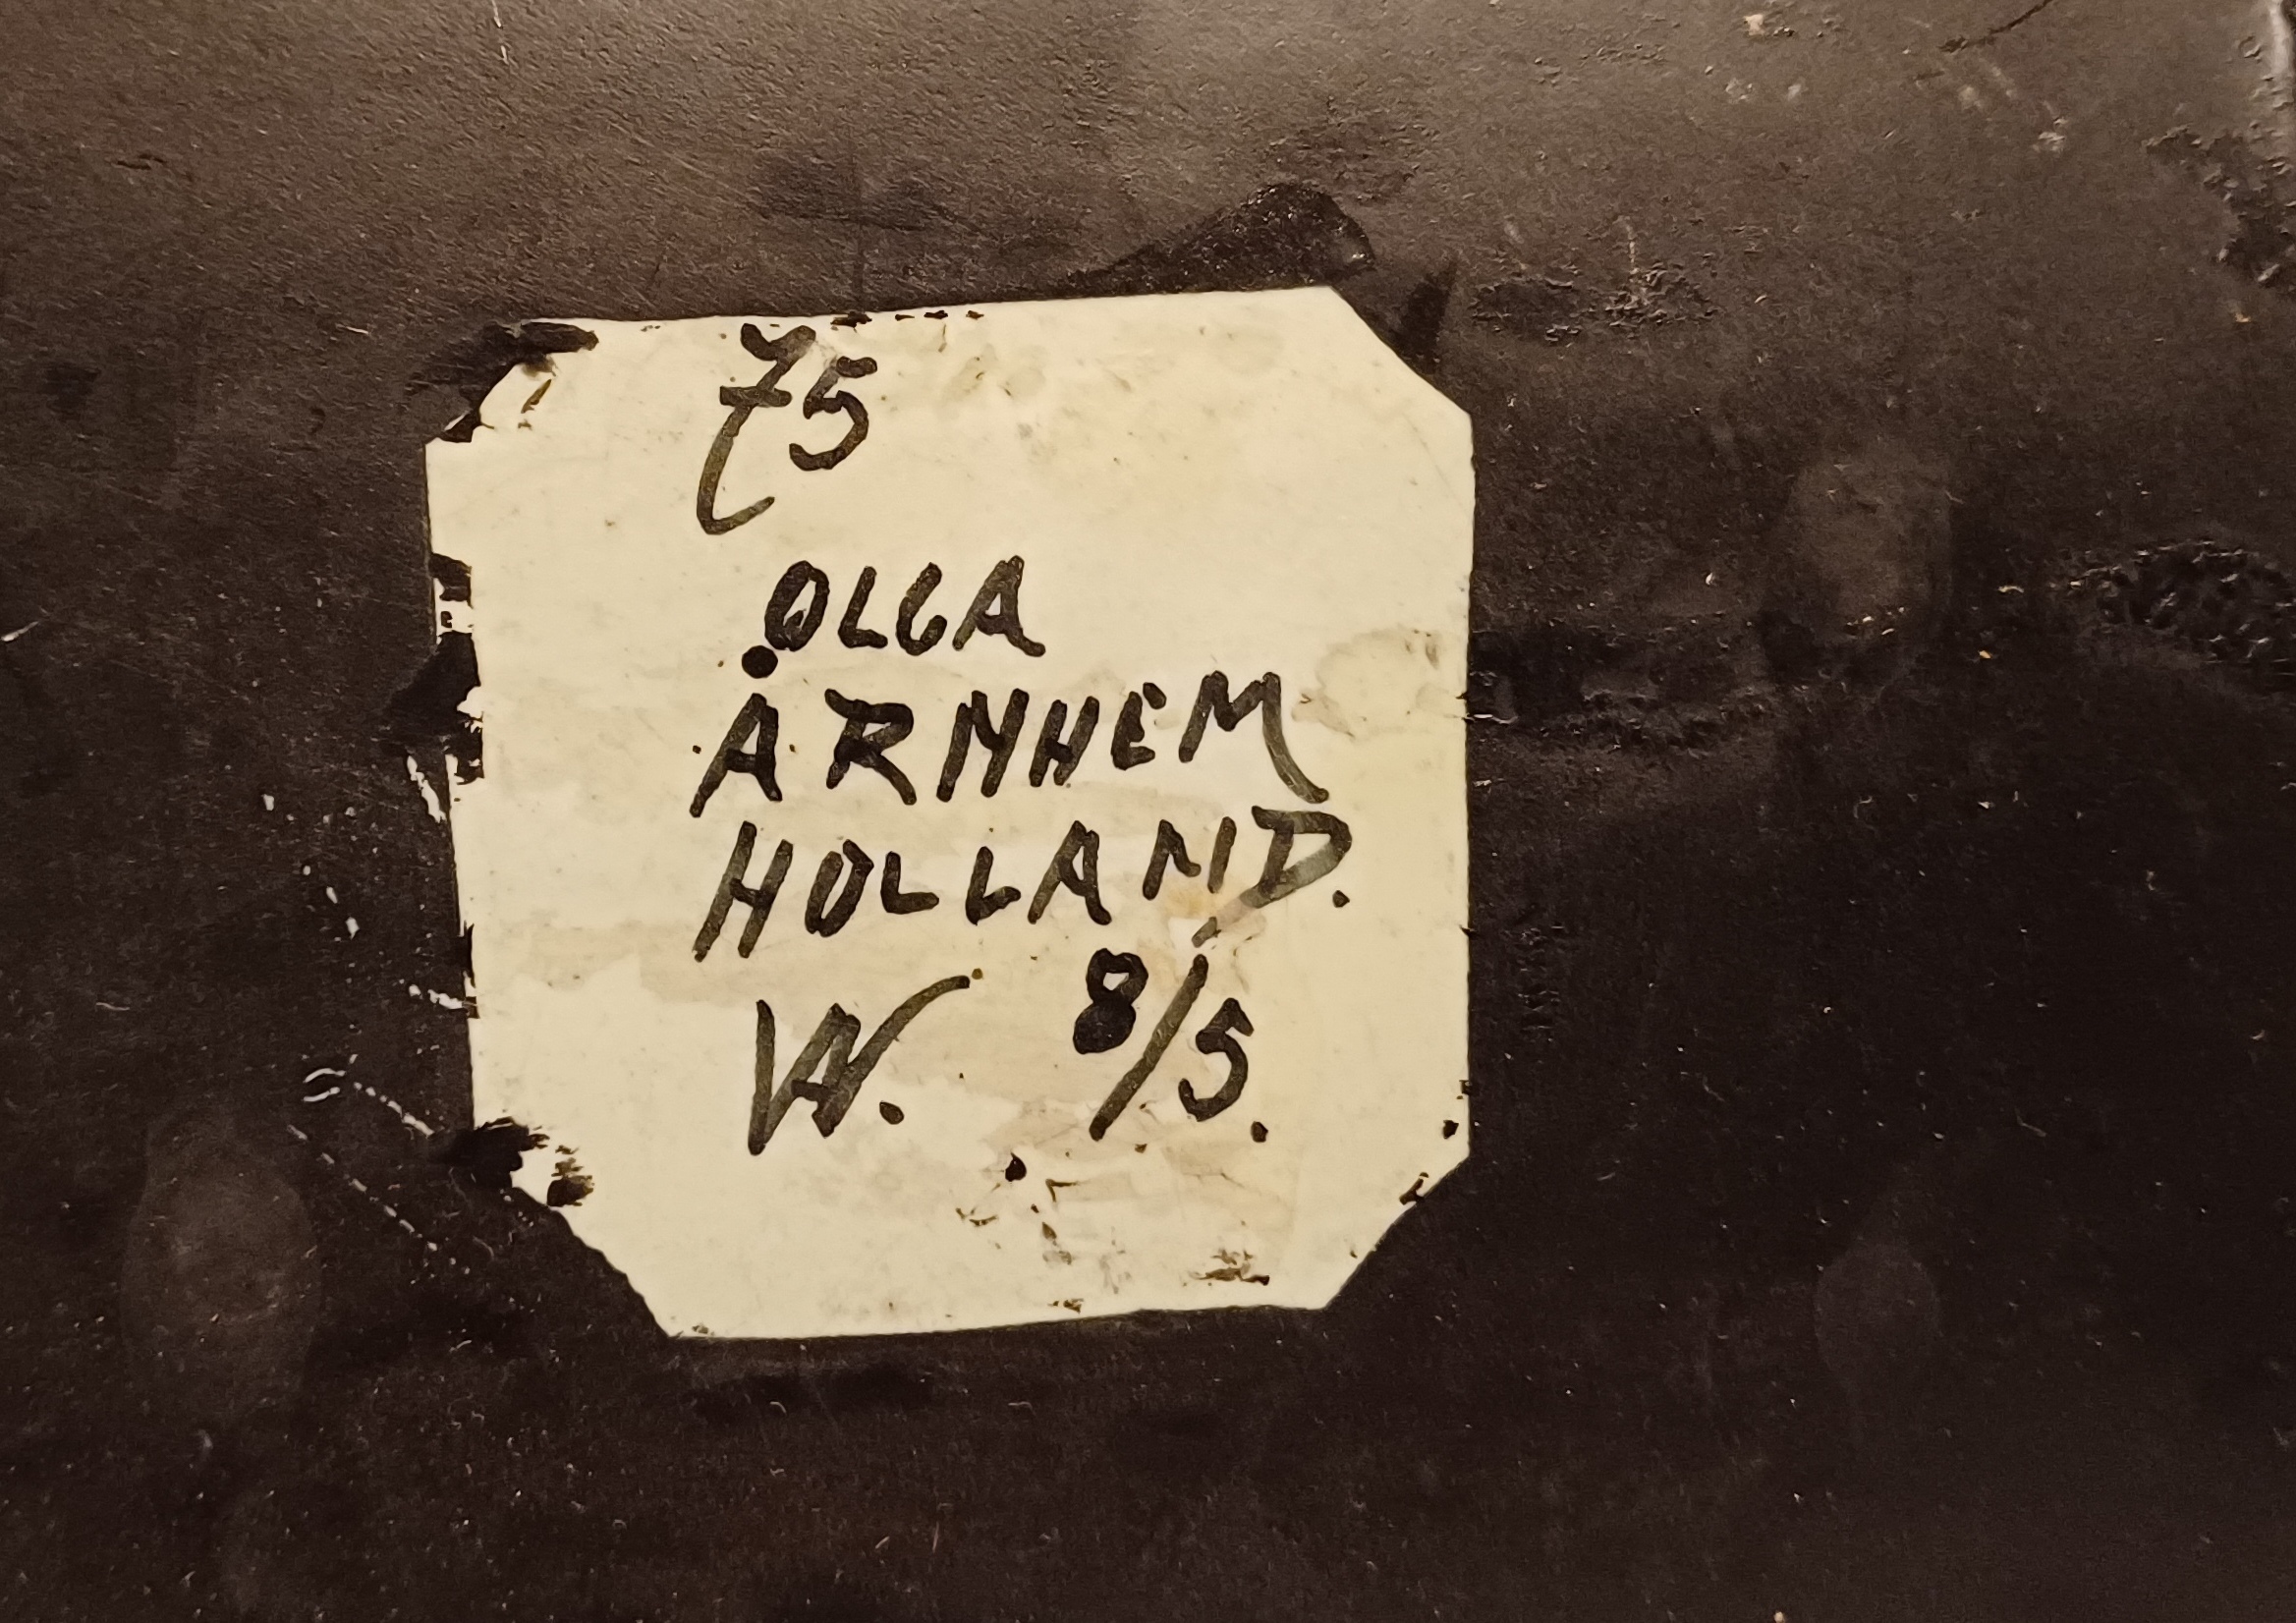 75
OLGA
ARNHEM
HOLLAND.
W. 8/5.